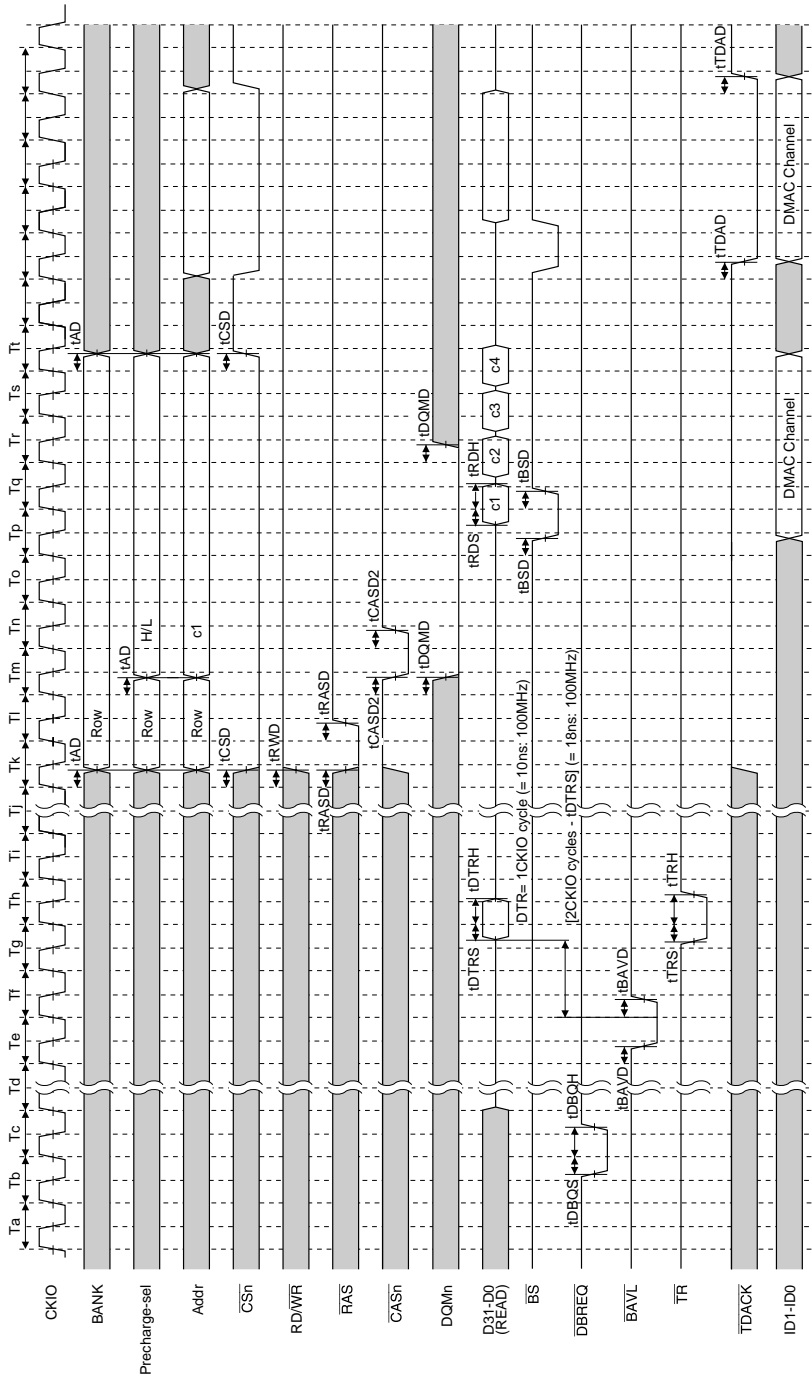 CKIO
Ta Tb Tc Td Te Tf Tg Th Ti Tj Tk Tl Tm Tn To Tp Tq Tr Ts Tt
BANK
tAD
Row
tAD
Precharge-sel
Row
tAD
H/L
Addr
Row
c1
CSn
tCSD
tCSD
RD/WR
tRWD
RAS
tRASD
tRASD
CASn
tCASD2
tCASD2
DQMn
tDQMD
tDQMD
D31-D0
(READ)
tDTRS
tDTRH
tRDS
tRDH
c1
c2
c3
c4
DTR= 1CKIO cycle (= 10ns: 100MHz)
BS
tBSD
tBSD
[2CKIO cycles - tDTRS] (= 18ns: 100MHz)
DBREQ
tDBQS
tDBQH
BAVL
tBAVD
tBAVD
TR
tTRS
tTRH
TDACK
tTDAD
tTDAD
ID1-ID0
DMAC Channel
DMAC Channel